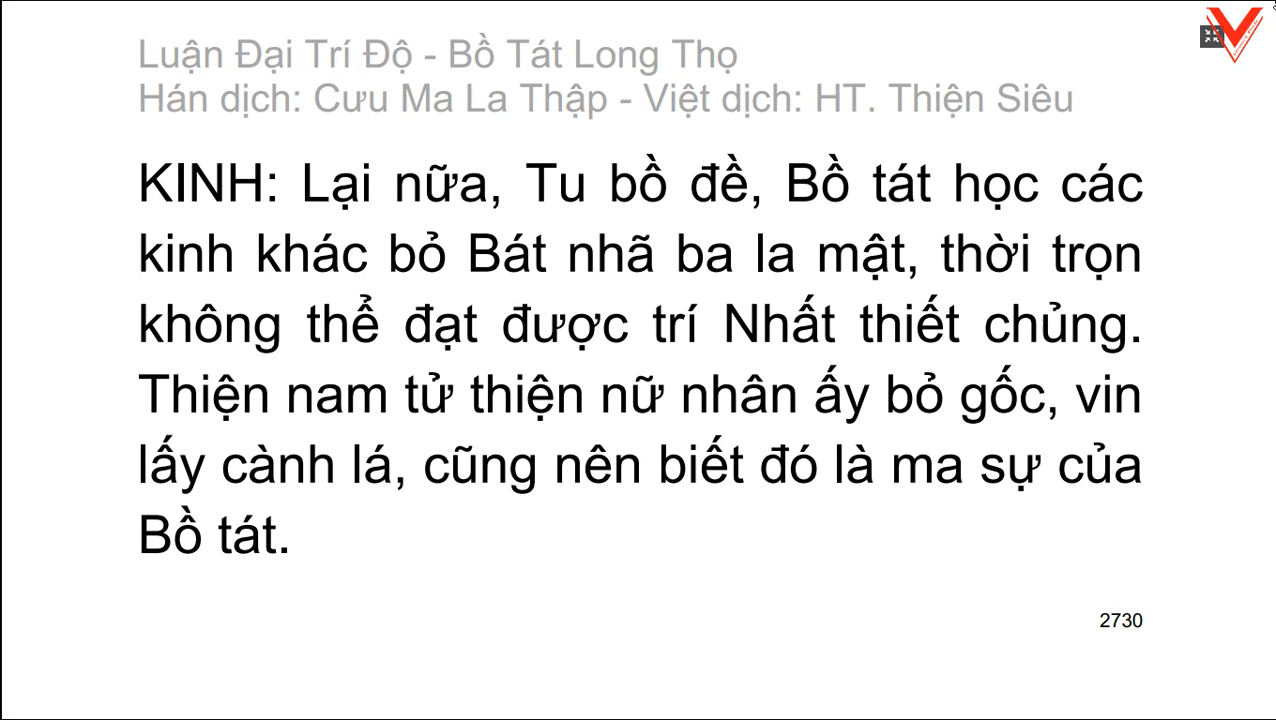 Luận Đại Trí Độ - Bồ Tát Long Thọ
Hán dịch: Cưu Ma La Thập - Việt dịch: HT. Thiện Siêu
KINH: Lại nữa, Tu bồ đề, Bồ tát học các
kinh khác bỏ Bát nhã ba la mật, thời trọn
không thể đạt được trí Nhất thiết chủng.
Thiện nam tử thiện nữ nhân ấy bỏ gốc, vin
lấy cành lá, cũng nên biết đó là ma sự của
Bồ tát.
2730